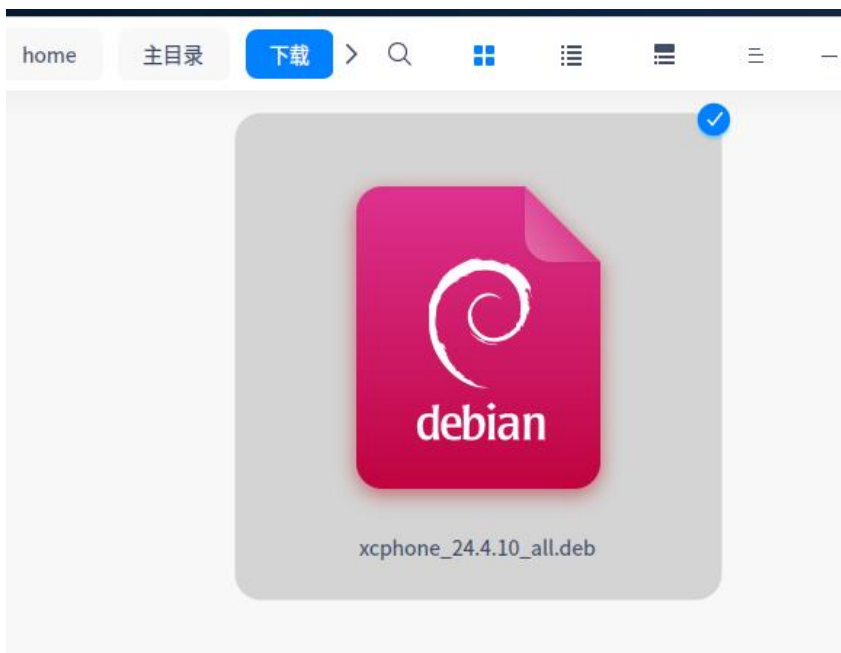 home 主目录 下载
debian
xcphone_24.4.10_all.deb